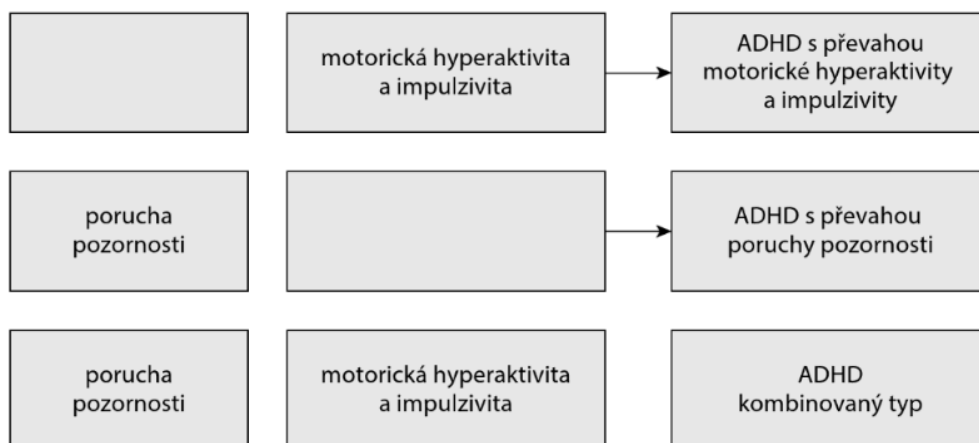 motorická hyperaktivita
a impulzivita
ADHD s převahou
motorické hyperaktivity
a impulzivity
porucha
pozornosti
ADHD s převahou
poruchy pozornosti
porucha
pozornosti
motorická hyperaktivita
a impulzivita
ADHD
kombinovaný typ